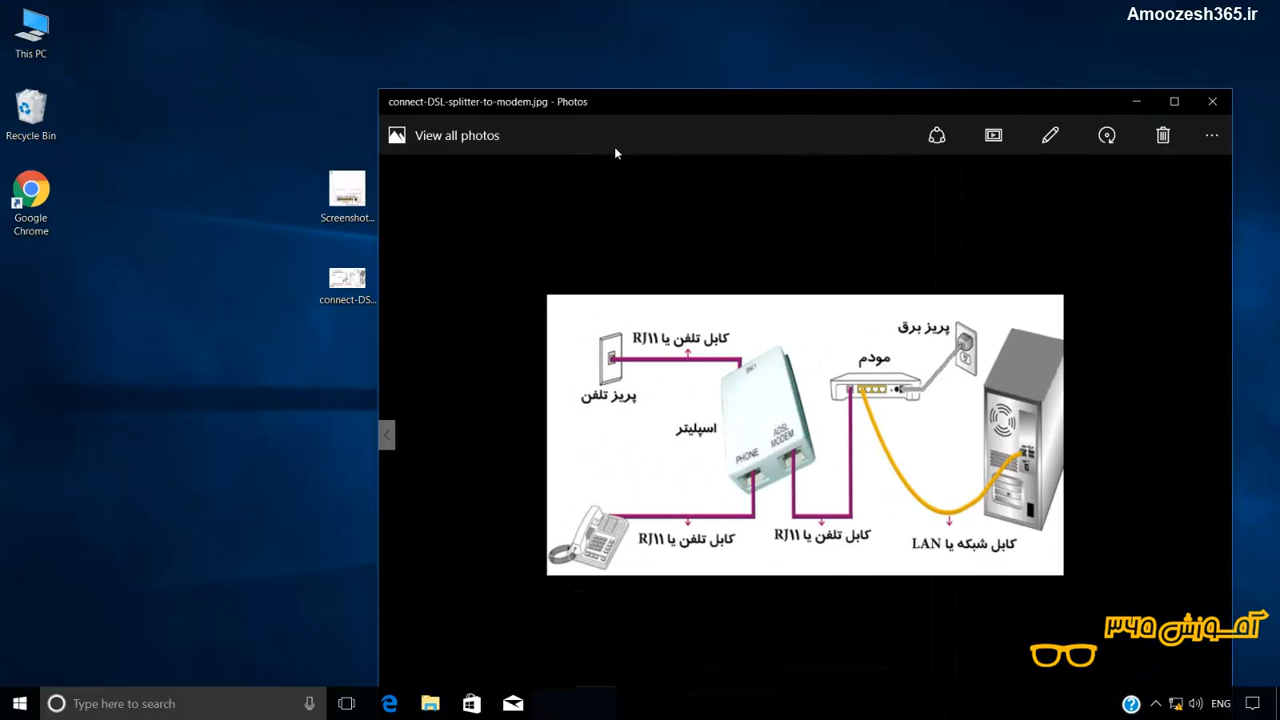 Amoozesh365.ir
This PC
Recycle Bin
Google
Chrome
Screenshot...
connect-DS...
connect-DSL-splitter-to-modem.jpg - Photos
View all photos
کابل تلفن یا RJ11
پریز تلفن
LINE
اسپلیتر
PHONE
ADSL
MODEM
مودم
پریز برق
کابل تلفن یا RJ11
کابل تلفن یا RJ11
کابل شبکه یا LAN
آموزش ۳۶۵
Type here to search
ENG